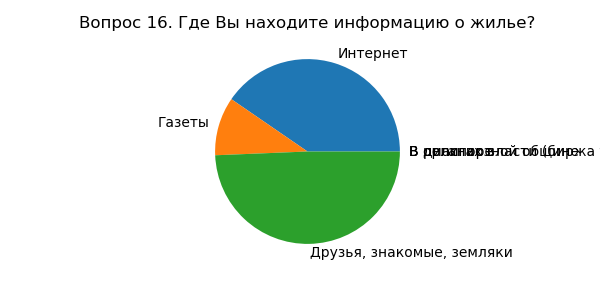 Вопрос 16. Где Вы находите информацию о жилье?
Интернет
Газеты
Друзья, знакомые, земляки